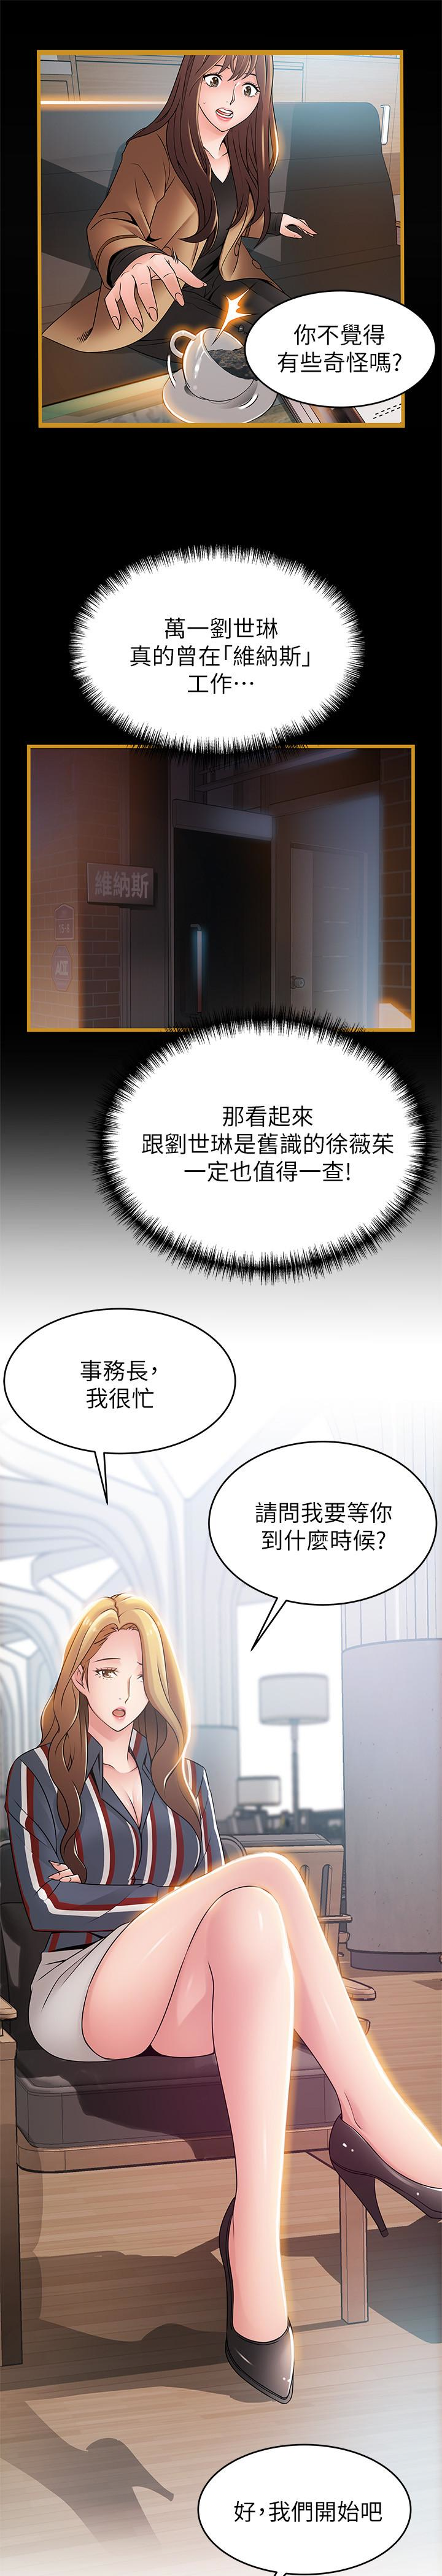 你不覺得
有些奇怪嗎?
萬一劉世琳
真的曾在「維納斯」
工作…
維納斯
15-8
那看起來
跟劉世琳是舊識的徐薇茱
一定也值得一查!
事務長,
我很忙
請問我要等你
到什麼時候?
好,我們開始吧